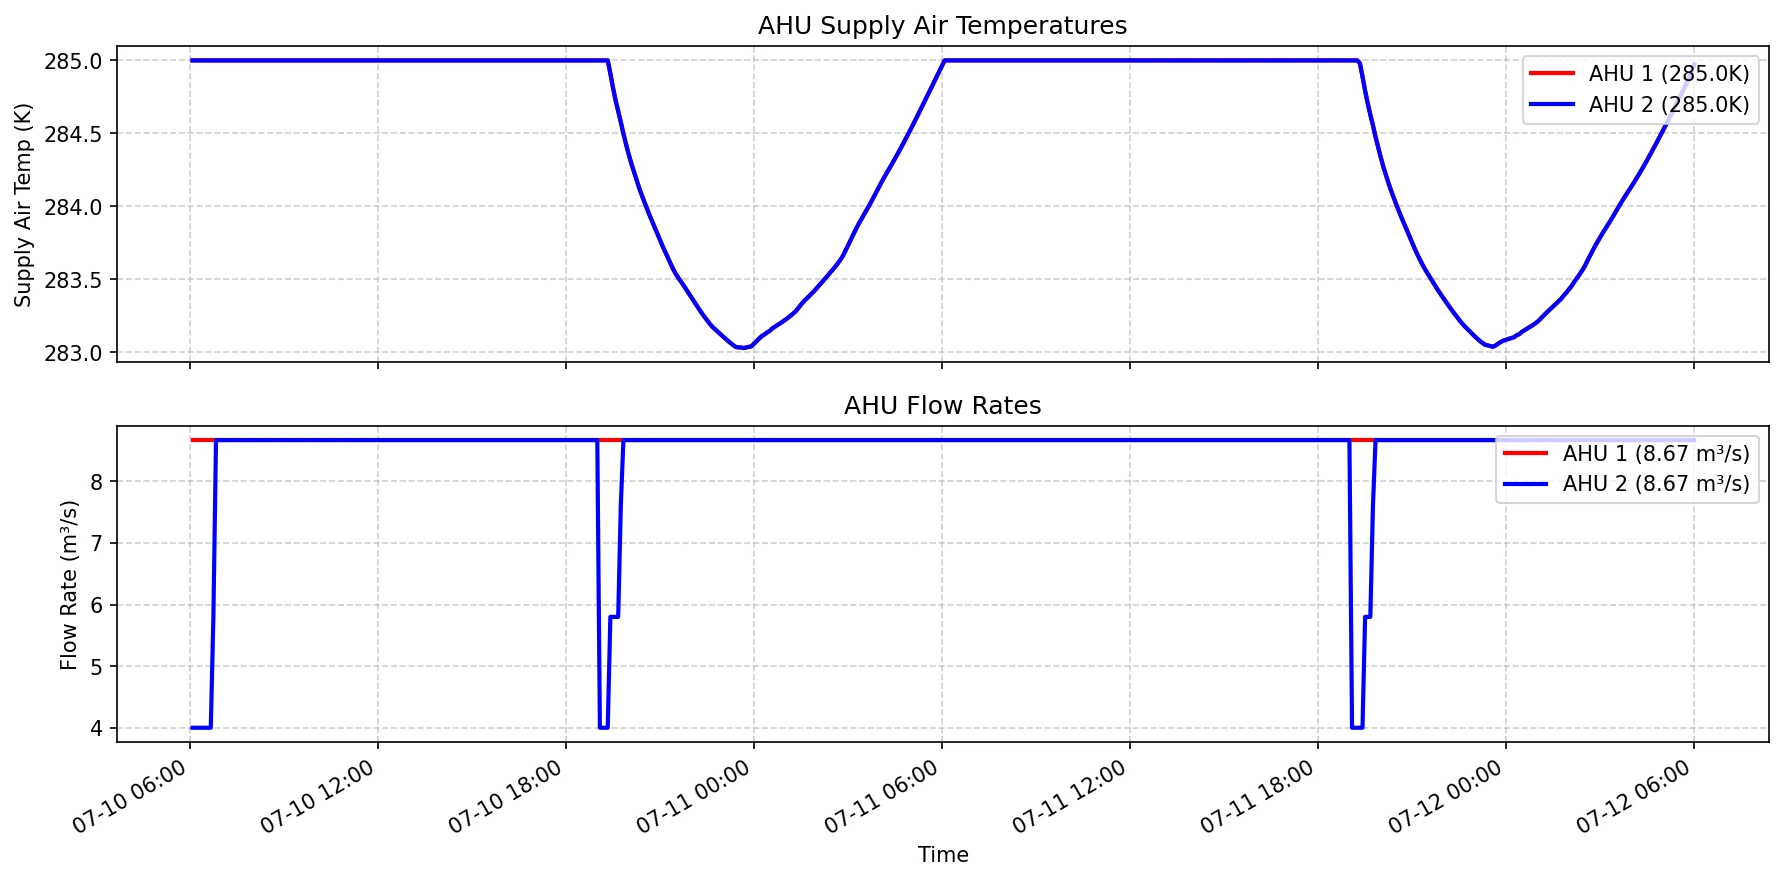 AHU Supply Air Temperatures
Supply Air Temp (K)
285.0
284.5
284.0
283.5
283.0
AHU 1 (285.0K)
AHU 2 (285.0K)
AHU Flow Rates
Flow Rate (m³/s)
8
7
6
5
4
AHU 1 (8.67 m³/s)
AHU 2 (8.67 m³/s)
07-10 06:00
07-10 12:00
07-10 18:00
07-11 00:00
07-11 06:00
07-11 12:00
07-11 18:00
07-12 00:00
07-12 06:00
Time